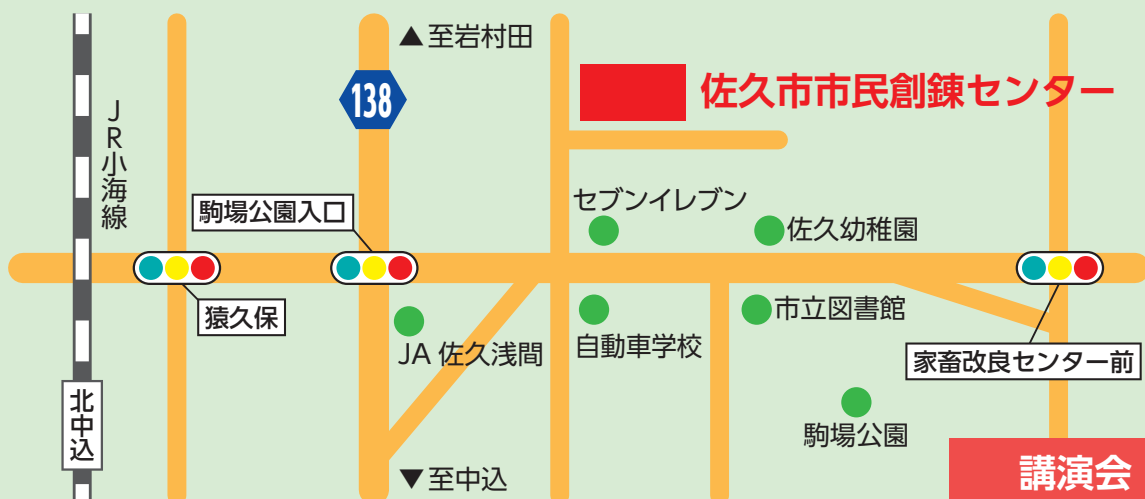 ▲至岩村田
138
佐久市市民創錬センター
JR小海線
セブンイレブン
駒場公園入口
佐久幼稚園
猿久保
市立図書館
JA 佐久浅間
自動車学校
家畜改良センター前
北中込
駒場公園
講演会
▼至中込